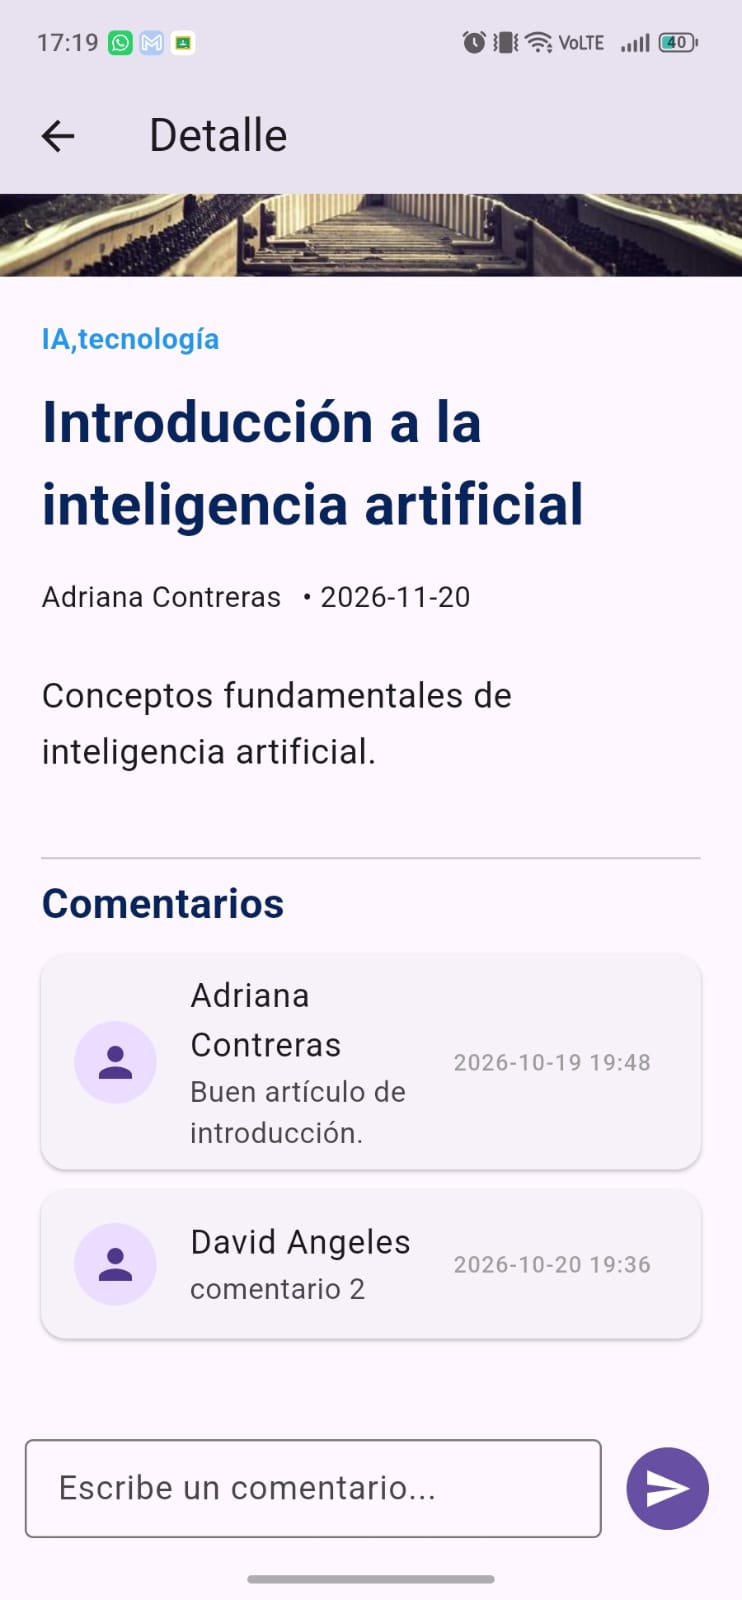 17:19 VoLTE 40
Detalle
IA,tecnología
Introducción a la
inteligencia artificial
Adriana Contreras • 2026-11-20
Conceptos fundamentales de
inteligencia artificial.
Comentarios
Adriana
Contreras
Buen artículo de
introducción.
2026-10-19 19:48
David Angeles
comentario 2
2026-10-20 19:36
Escribe un comentario...